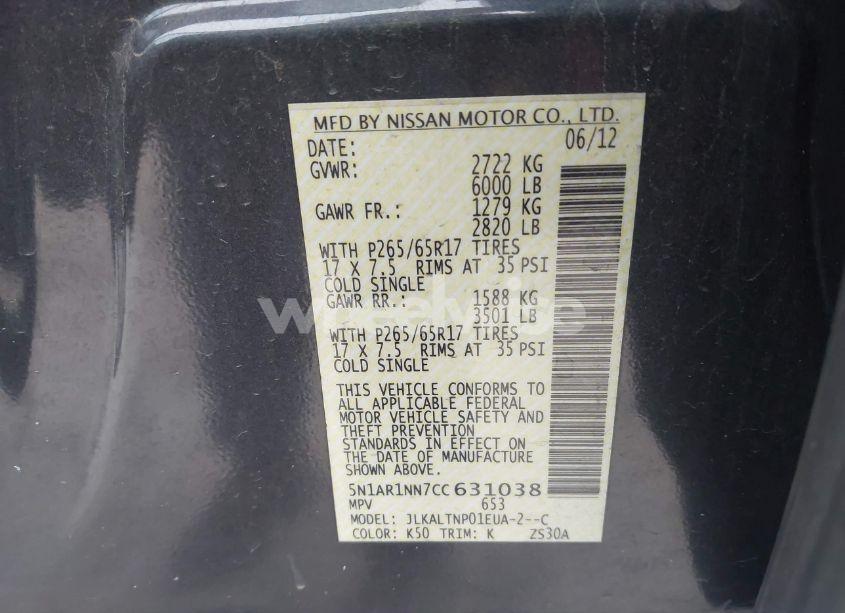 MFD BY NISSAN MOTOR CO., LTD.
DATE: 06/12
GVWR: 2722 KG
6000 LB
GAWR FR.: 1279 KG
2820 LB
WITH P265/65R17 TIRES
17 X 7.5 RIMS AT 35 PSI
COLD SINGLE
GAWR RR.: 1588 KG
3501 LB
WITH P265/65R17 TIRES
17 X 7.5 RIMS AT 35 PSI
COLD SINGLE
THIS VEHICLE CONFORMS TO
ALL APPLICABLE FEDERAL
MOTOR VEHICLE SAFETY AND
THEFT PREVENTION
STANDARDS IN EFFECT ON
THE DATE OF MANUFACTURE
SHOWN ABOVE.
5N1AR1NN7CC631038
MPV 653
MODEL: JLKALTNP01EUA-2--C
COLOR: K50 TRIM: K ZS30A